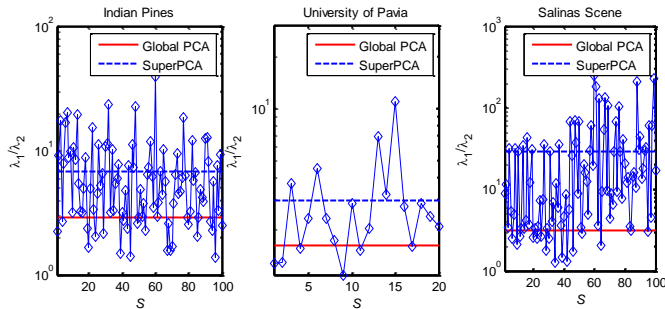 Indian Pines
University of Pavia
Salinas Scene
Global PCA
SuperPCA
λ1/λ2
10^2
10^1
10^0
0 20 40 60 80 100
S
Global PCA
SuperPCA
λ1/λ2
10^1
5 10 15 20
S
Global PCA
SuperPCA
λ1/λ2
10^3
10^2
10^1
10^0
0 20 40 60 80 100
S